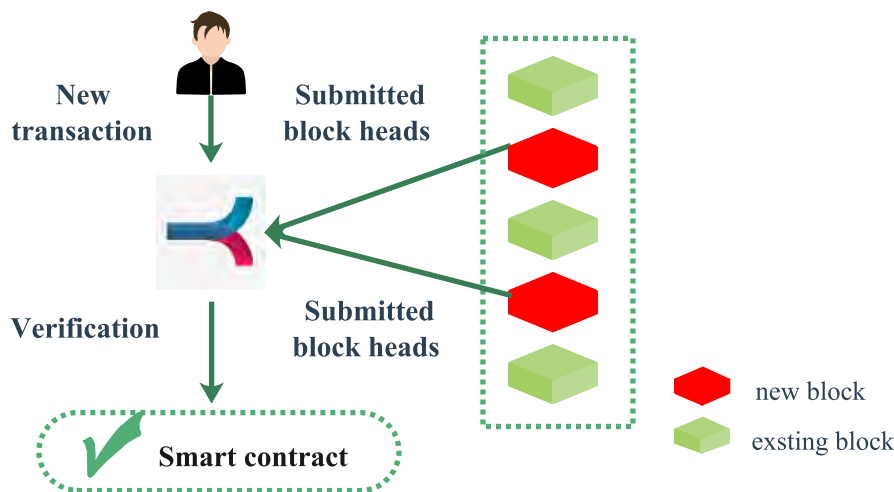 New
transaction
Submitted
block heads
Verification
Submitted
block heads
Smart contract
new block
exsting block